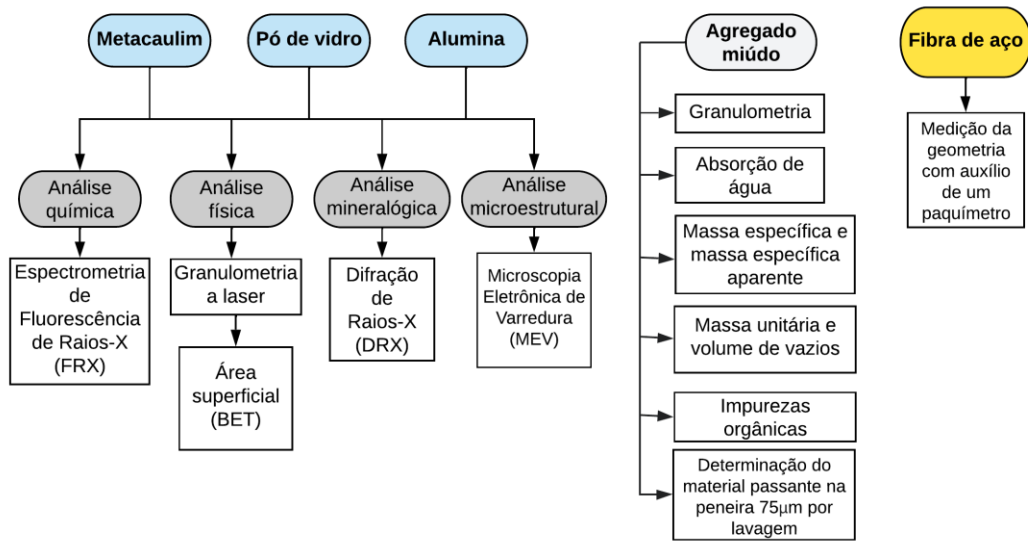 Metacaulim
Pó de vidro
Alumina
Análise
química
Análise
física
Análise
mineralógica
Análise
microestrutural
Espectrometria
de
Fluorescência
de Raios-X
(FRX)
Granulometria
a laser
Área
superficial
(BET)
Difração
de
Raios-X
(DRX)
Microscopia
Eletrônica de
Varredura
(MEV)
Agregado
miúdo
Granulometria
Absorção de
água
Massa específica e
massa específica
aparente
Massa unitária e
volume de vazios
Impurezas
orgânicas
Determinação do
material passante na
peneira 75µm por
lavagem
Fibra de aço
Medição da
geometria
com auxílio
de um
paquímetro